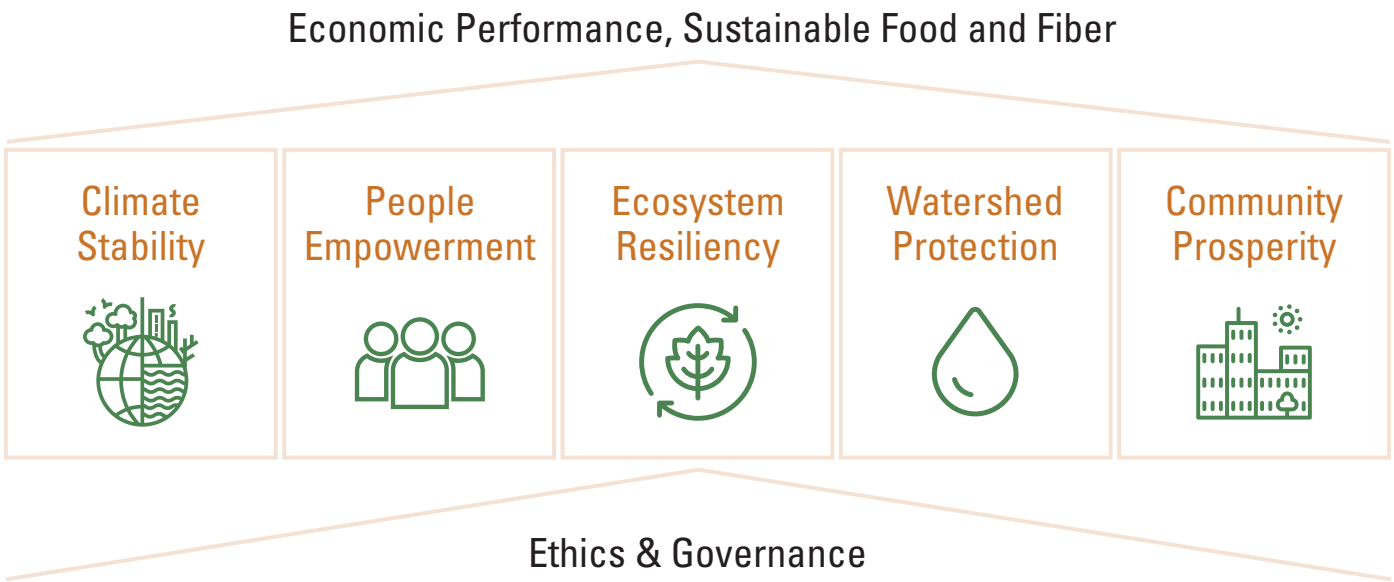 Economic Performance, Sustainable Food and Fiber
Climate
Stability
People
Empowerment
Ecosystem
Resiliency
Watershed
Protection
Community
Prosperity
Ethics & Governance